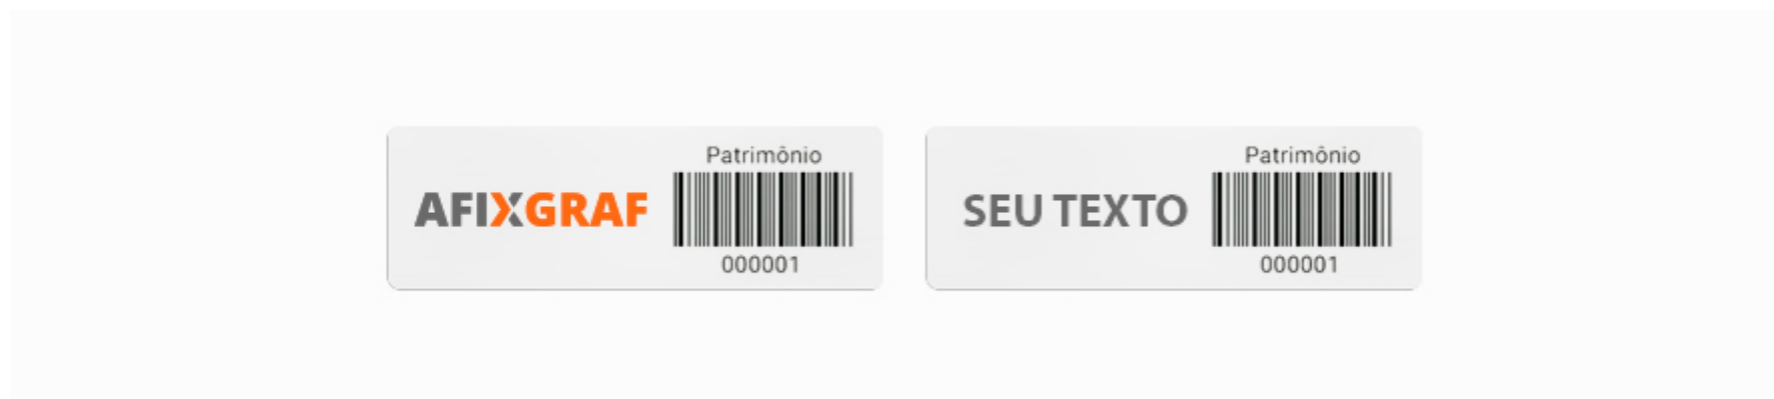 Patrimônio
AFIXGRAF
000001
Patrimônio
SEU TEXTO
000001